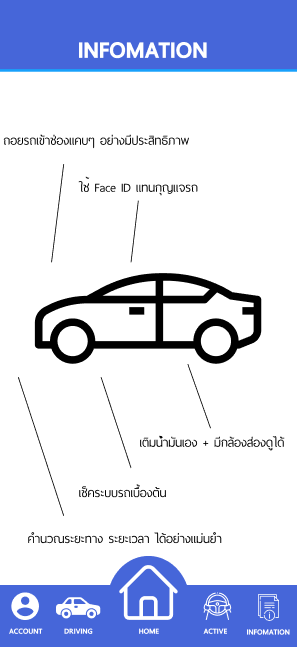 INFOMATION
ถอยรถเข้าช่องแคบๆ อย่างมีประสิทธิภาพ
ใช้ Face ID แทนกุญแจรถ
เติมน้ำมันเอง + มีกล้องส่องดูได้
เช็คระบบรถเบื้องต้น
คำนวณระยะทาง ระยะเวลา ได้อย่างแม่นยำ
ACCOUNT DRIVING HOME ACTIVE INFOMATION